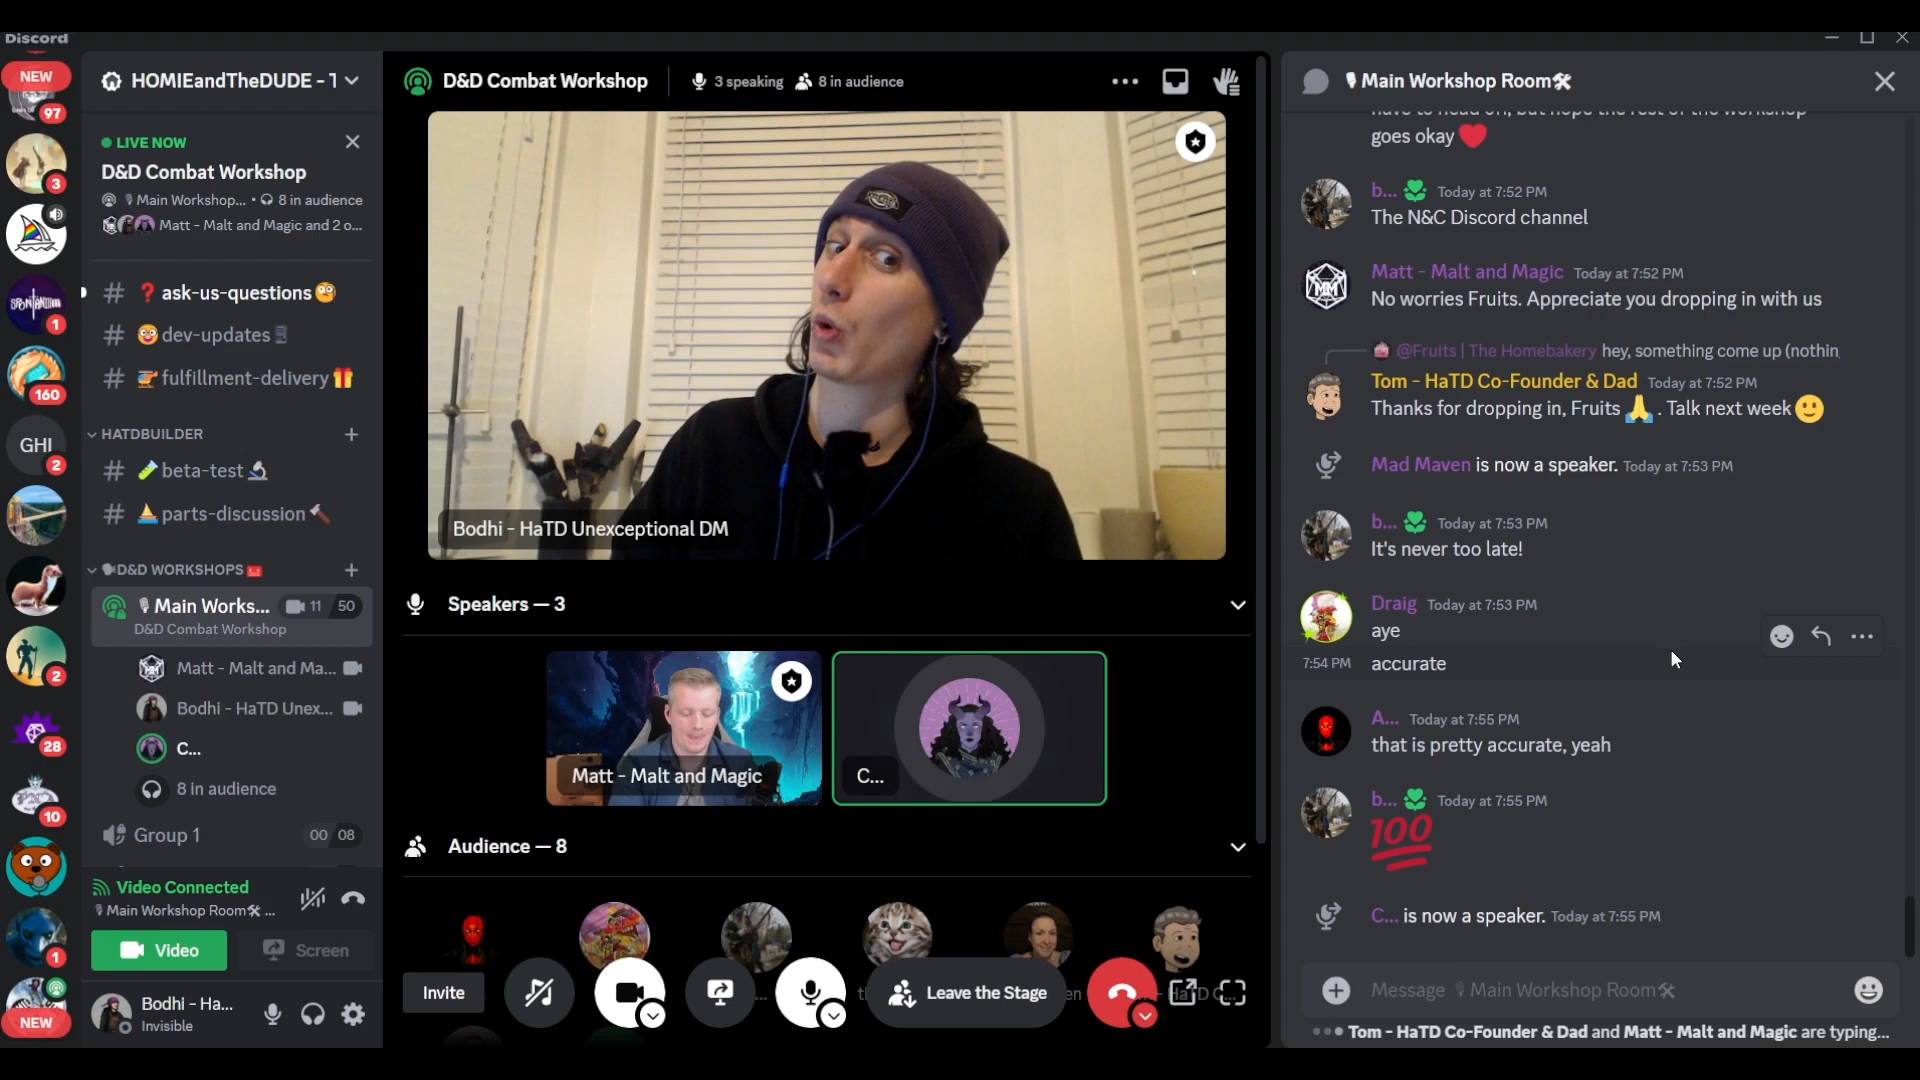 Discord
NEW
97
3
1
160
GHI
2
2
28
10
1
NEW
HOMIEandTheDUDE - T
LIVE NOW
D&D Combat Workshop
🎙Main Workshop... • 8 in audience
Matt - Malt and Magic and 2 o...
# ❓ask-us-questions🧐
# dev-updates
# fulfillment-delivery🎁
HATDBUILDER
# 🧪beta-test🔬
# ⛵parts-discussion🔨
D&D WORKSHOPS
🎙Main Works... 11 50
D&D Combat Workshop
Matt - Malt and Ma...
Bodhi - HaTD Unex...
C...
8 in audience
Group 1 00 08
Video Connected
🎙Main Workshop Room🛠 ...
Video
Screen
Bodhi - Ha...
Invisible
D&D Combat Workshop
3 speaking 8 in audience
Bodhi - HaTD Unexceptional DM
Speakers — 3
Matt - Malt and Magic
C...
Audience — 8
Invite
Leave the Stage
🎙Main Workshop Room🛠
goes okay ❤️
b... Today at 7:52 PM
The N&C Discord channel
Matt - Malt and Magic Today at 7:52 PM
No worries Fruits. Appreciate you dropping in with us
@Fruits | The Homebakery hey, something come up (nothin
Tom - HaTD Co-Founder & Dad Today at 7:52 PM
Thanks for dropping in, Fruits 🙏 . Talk next week🙂
Mad Maven is now a speaker. Today at 7:53 PM
b... Today at 7:53 PM
It's never too late!
Draig Today at 7:53 PM
aye
7:54 PM accurate
A... Today at 7:55 PM
that is pretty accurate, yeah
b... Today at 7:55 PM
💯
C... is now a speaker. Today at 7:55 PM
Message 🎙Main Workshop Room🛠
Tom - HaTD Co-Founder & Dad and Matt - Malt and Magic are typing...